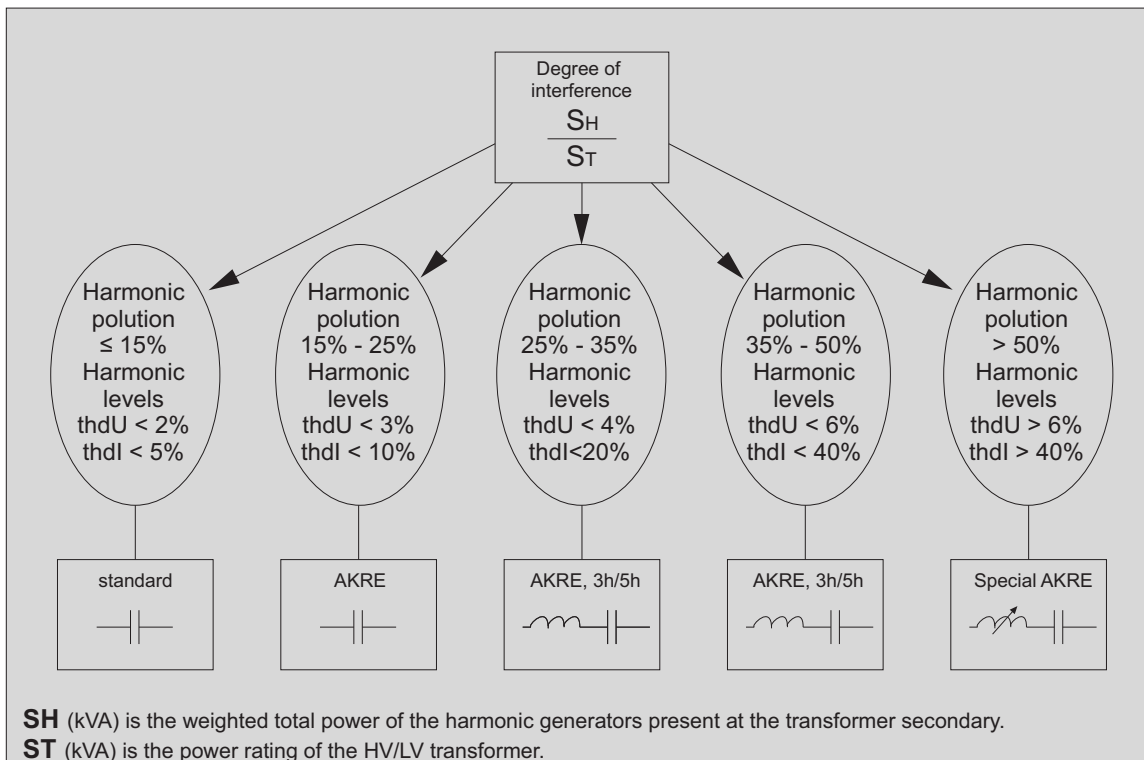 Degree of
interference
SH
ST
Harmonic
polution
≤ 15%
Harmonic
levels
thdU < 2%
thdI < 5%
Harmonic
polution
15% - 25%
Harmonic
levels
thdU < 3%
thdI < 10%
Harmonic
polution
25% - 35%
Harmonic
levels
thdU < 4%
thdI<20%
Harmonic
polution
35% - 50%
Harmonic
levels
thdU < 6%
thdI < 40%
Harmonic
polution
> 50%
Harmonic
levels
thdU > 6%
thdI > 40%
standard
AKRE
AKRE, 3h/5h
AKRE, 3h/5h
Special AKRE
SH (kVA) is the weighted total power of the harmonic generators present at the transformer secondary.
ST (kVA) is the power rating of the HV/LV transformer.